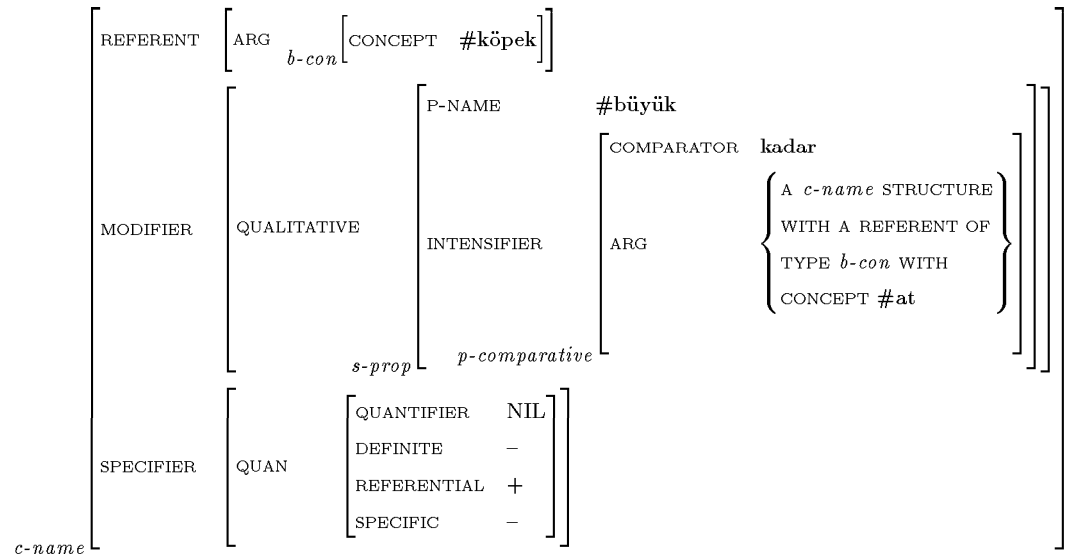 REFERENT ARG b-con CONCEPT #köpek
P-NAME #büyük
COMPARATOR kadar
A c-name STRUCTURE
MODIFIER QUALITATIVE INTENSIFIER ARG WITH A REFERENT OF
TYPE b-con WITH
CONCEPT #at
s-prop p-comparative
QUANTIFIER NIL
DEFINITE –
SPECIFIER QUAN REFERENTIAL +
SPECIFIC –
c-name